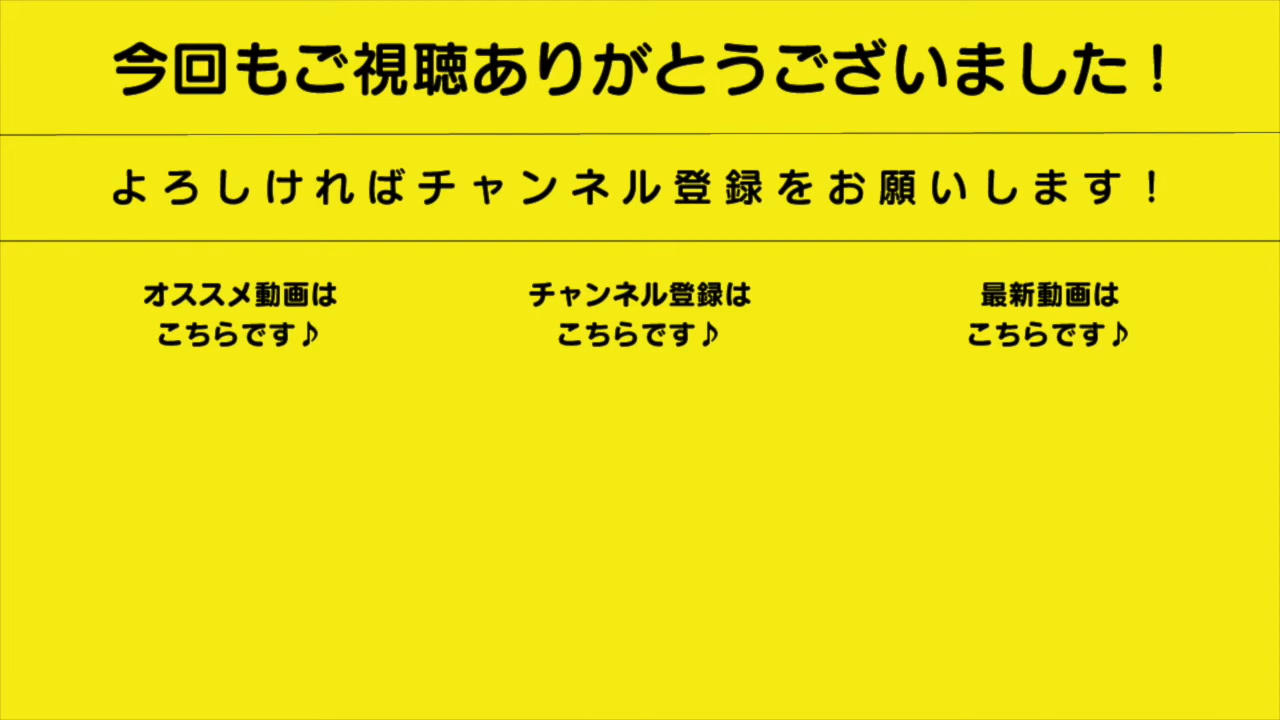 今回もご視聴ありがとうございました！
よろしければチャンネル登録をお願いします！
オススメ動画は
こちらです♪
チャンネル登録は
こちらです♪
最新動画は
こちらです♪